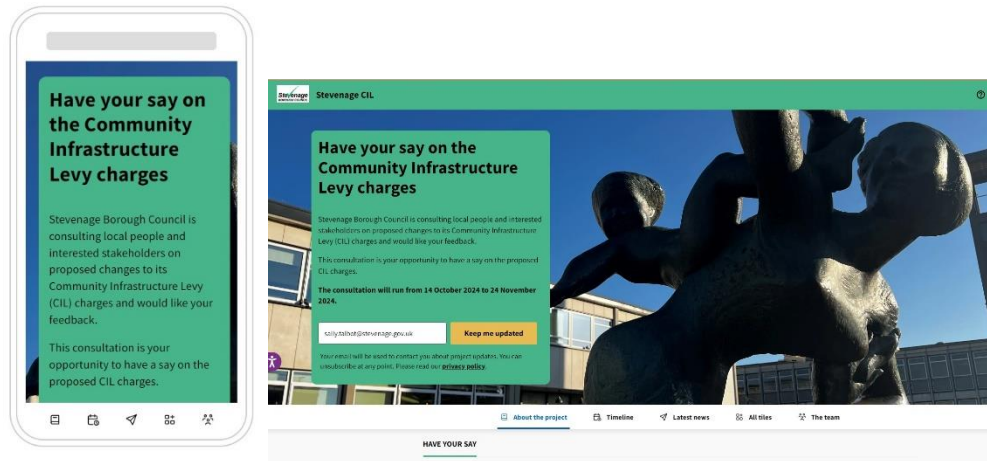 Have your say on
the Community
Infrastructure
Levy charges
Stevenage Borough Council is
consulting local people and
interested stakeholders on
proposed changes to its
Community Infrastructure Levy
(CIL) charges and would like your
feedback.
This consultation is your
opportunity to have a say on the
proposed CIL charges.
Stevenage
Stevenage CIL
Have your say on the
Community Infrastructure
Levy charges
Stevenage Borough Council is consulting local people and interested
stakeholders on proposed changes to its Community Infrastructure
Levy (CIL) charges and would like your feedback.
This consultation is your opportunity to have a say on the proposed
CIL charges.
The consultation will run from 14 October 2024 to 24 November
2024.
sally.talbot@stevenage.gov.uk
Keep me updated
Your email will be used to contact you about project updates. You can
unsubscribe at any point. Please read our privacy policy.
About the project
Timeline
Latest news
All tiles
The team
HAVE YOUR SAY